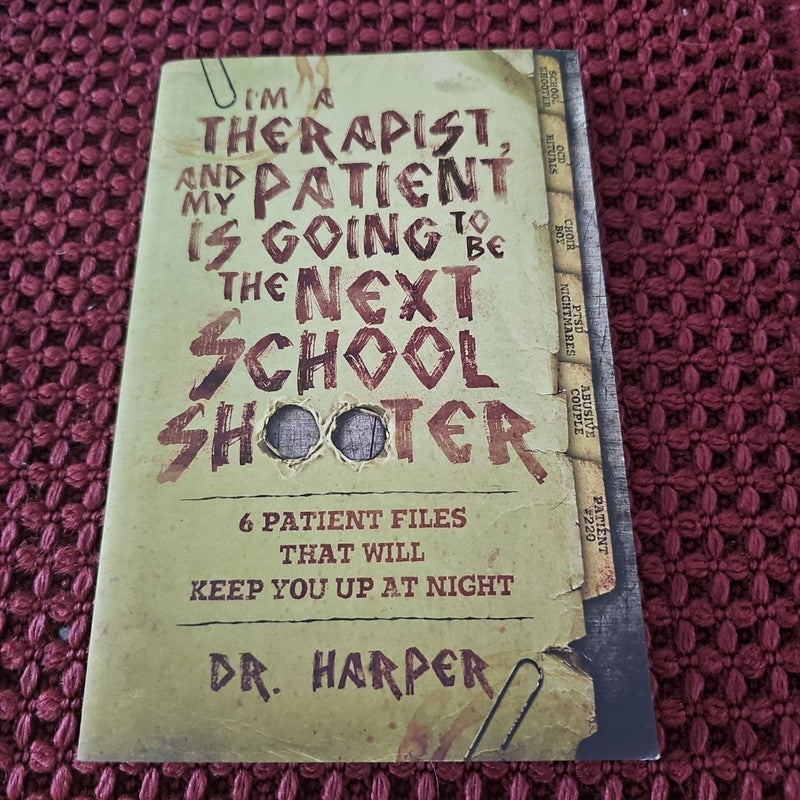 I'M A
THERAPIST,
AND MY PATIENT
IS GOING TO BE
THE NEXT
SCHOOL
SHOOTER
6 PATIENT FILES
THAT WILL
KEEP YOU UP AT NIGHT
DR. HARPER
SCHOOL
SHOOTER
OCD
RITUALS
CHOIR
BOY
PTSD
NIGHTMARES
ABUSIVE
COUPLE
PATIENT
#220